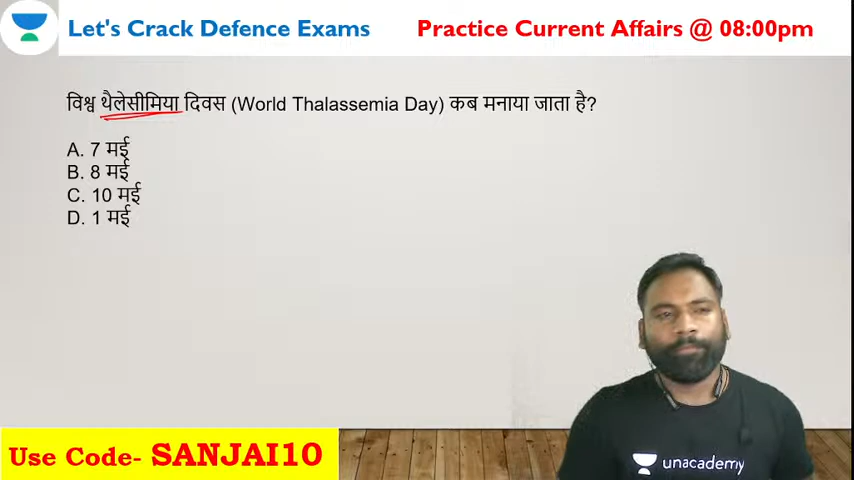 Let's Crack Defence Exams
Practice Current Affairs @ 08:00pm
विश्व थैलेसीमिया दिवस (World Thalassemia Day) कब मनाया जाता है?
A. 7 मई
B. 8 मई
C. 10 मई
D. 1 मई
unacademy
Use Code- SANJAI10